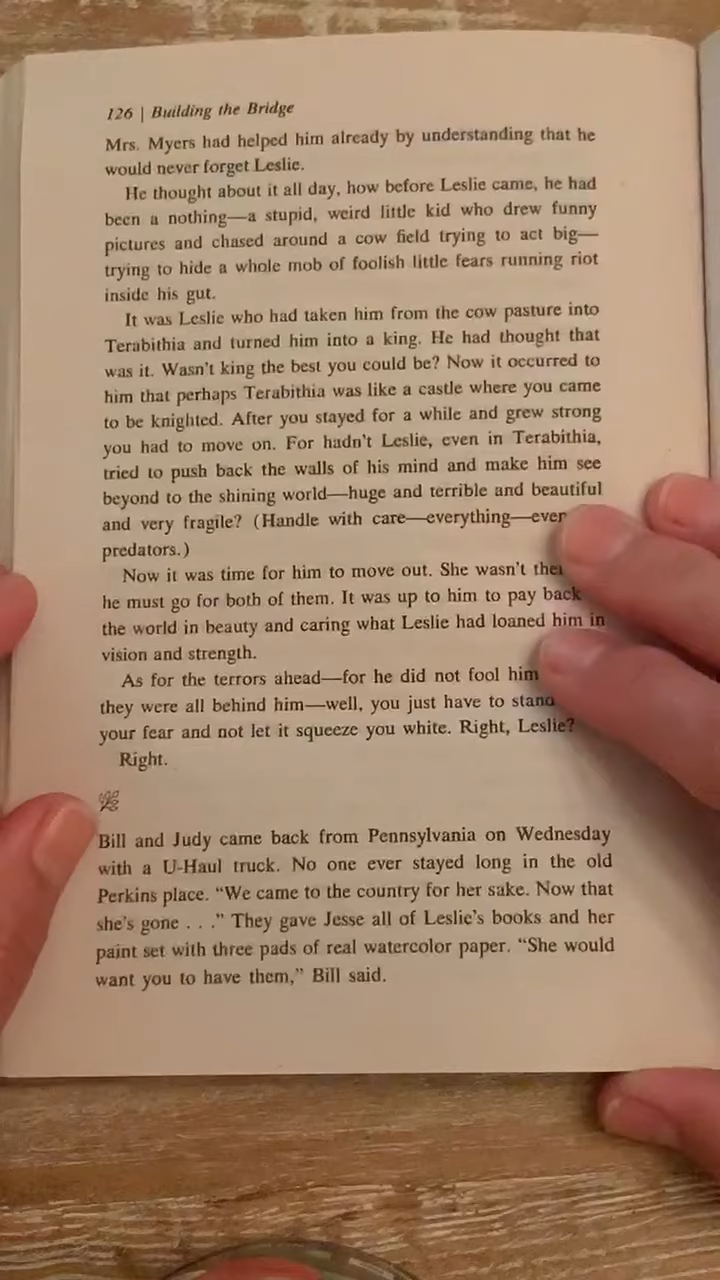 126 | Building the Bridge
Mrs. Myers had helped him already by understanding that he
would never forget Leslie.
He thought about it all day, how before Leslie came, he had
been a nothing—a stupid, weird little kid who drew funny
pictures and chased around a cow field trying to act big—
trying to hide a whole mob of foolish little fears running riot
inside his gut.
It was Leslie who had taken him from the cow pasture into
Terabithia and turned him into a king. He had thought that
was it. Wasn't king the best you could be? Now it occurred to
him that perhaps Terabithia was like a castle where you came
to be knighted. After you stayed for a while and grew strong
you had to move on. For hadn't Leslie, even in Terabithia,
tried to push back the walls of his mind and make him see
beyond to the shining world—huge and terrible and beautiful
and very fragile? (Handle with care—everything—
predators.)
Now it was time for him to move out. She wasn't
he must go for both of them. It was up to him to pay back
the world in beauty and caring what Leslie had loaned him in
vision and strength.
As for the terrors ahead—for he did not fool
they were all behind him—well, you just have to stand
your fear and not let it squeeze you white. Right, Leslie?
Right.
Bill and Judy came back from Pennsylvania on Wednesday
with a U-Haul truck. No one ever stayed long in the old
Perkins place. "We came to the country for her sake. Now that
she's gone . . ." They gave Jesse all of Leslie's books and her
paint set with three pads of real watercolor paper. "She would
want you to have them," Bill said.